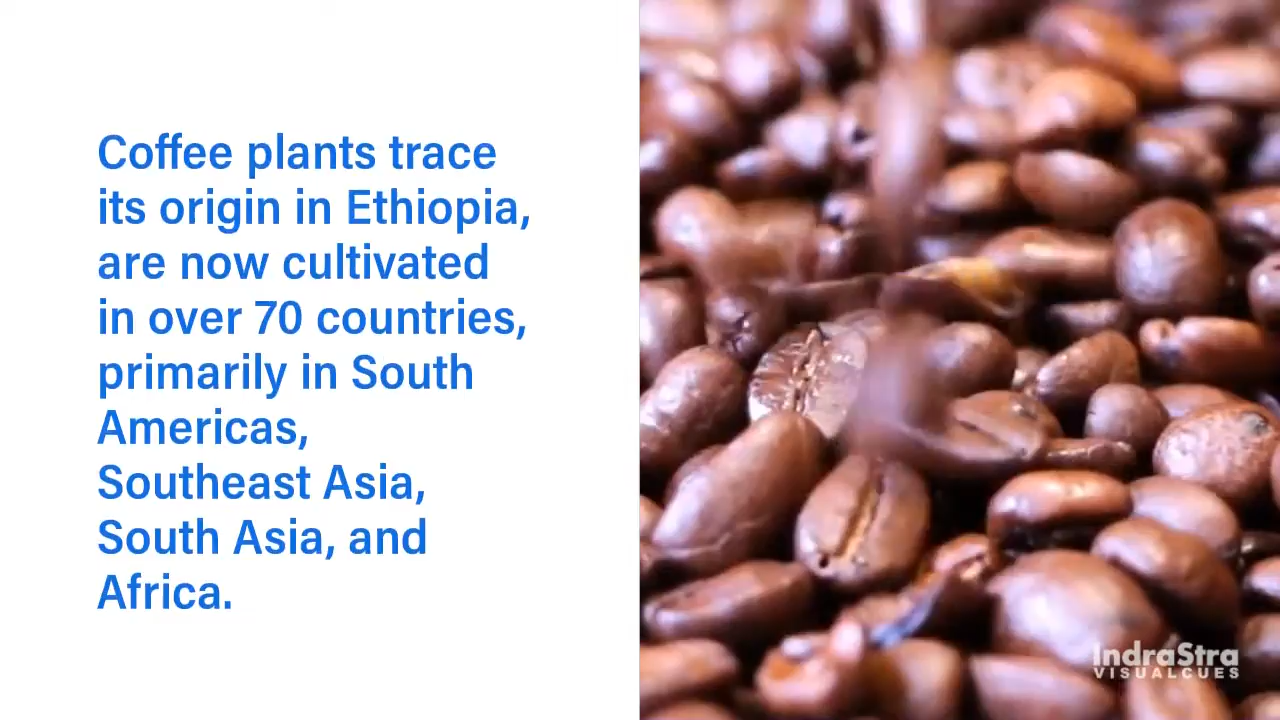 Coffee plants trace
its origin in Ethiopia,
are now cultivated
in over 70 countries,
primarily in South
Americas,
Southeast Asia,
South Asia, and
Africa.
IndraStra
VISUALCUES